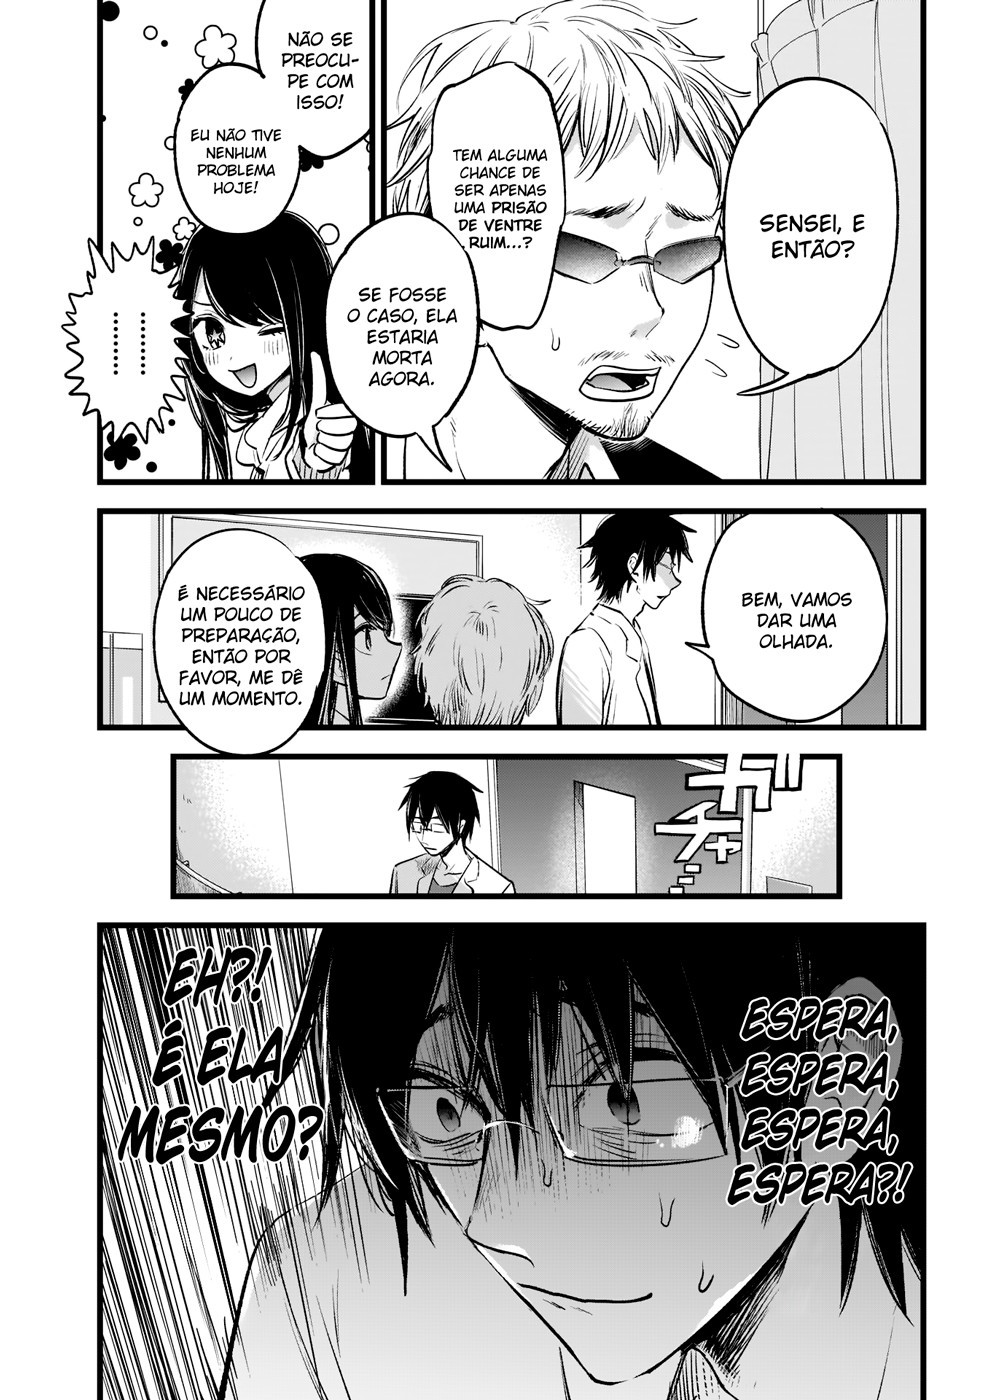 SENSEI, E
ENTÃO?
TEM ALGUMA
CHANCE DE
SER APENAS
UMA PRISÃO
DE VENTRE
RUIM...?
SE FOSSE
O CASO, ELA
ESTARIA
MORTA
AGORA.
NÃO SE
PREOCU-
PE COM
ISSO!
EU NÃO TIVE
NENHUM
PROBLEMA
HOJE!
BEM, VAMOS
DAR UMA
OLHADA.
É NECESSÁRIO
UM POUCO DE
PREPARAÇÃO,
ENTÃO POR
FAVOR, ME DÊ
UM MOMENTO.
ガチャ
ESPERA,
ESPERA,
ESPERA,
ESPERA?!
EH?!
É ELA
MESMO?